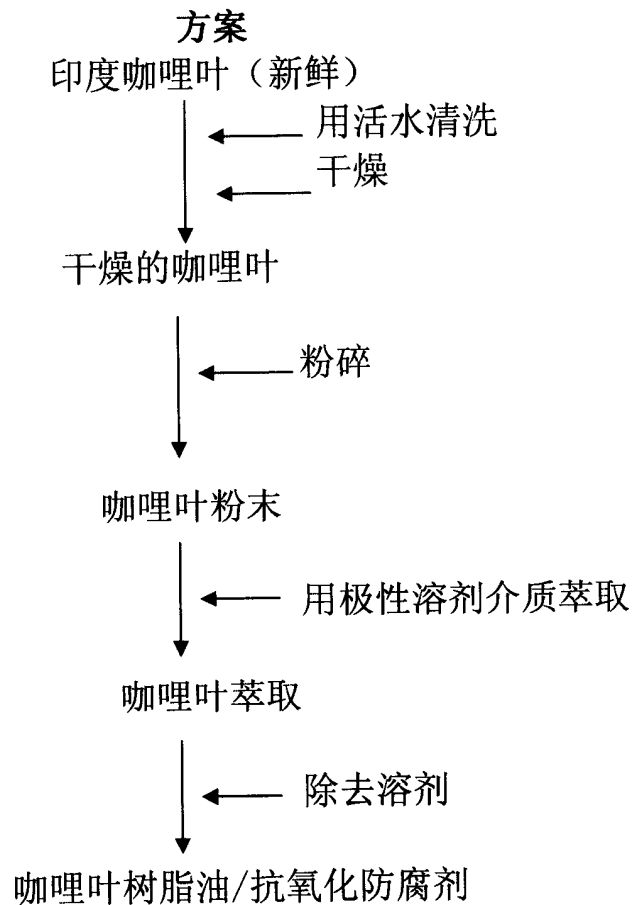 方案
印度咖哩叶（新鲜）
用活水清洗
干燥
干燥的咖哩叶
粉碎
咖哩叶粉末
用极性溶剂介质萃取
咖哩叶萃取
除去溶剂
咖哩叶树脂油/抗氧化防腐剂